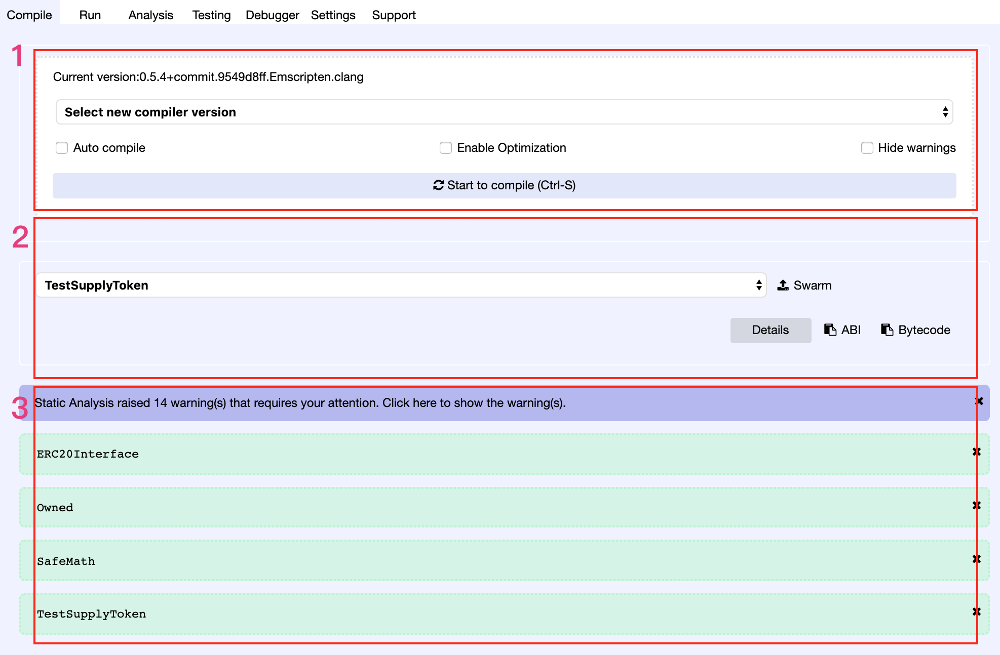 Compile Run Analysis Testing Debugger Settings Support
1
Current version:0.5.4+commit.9549d8ff.Emscripten.clang
Select new compiler version
Auto compile Enable Optimization Hide warnings
Start to compile (Ctrl-S)
2
TestSupplyToken Swarm
Details ABI Bytecode
3
Static Analysis raised 14 warning(s) that requires your attention. Click here to show the warning(s).
ERC20Interface
Owned
SafeMath
TestSupplyToken